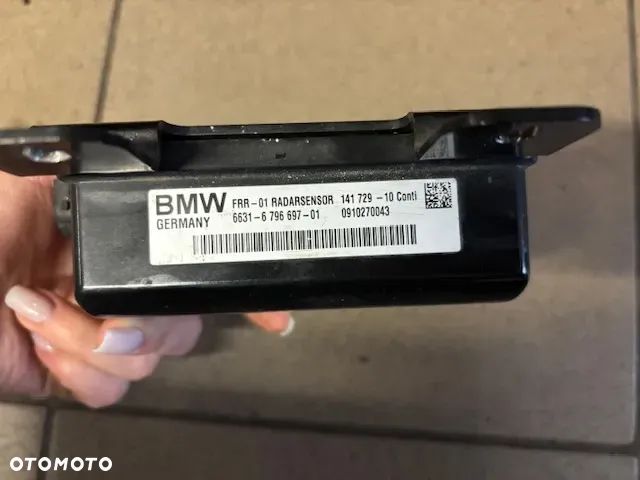 BMW FRR-01 RADARSENSOR 141 729 -10 Conti
GERMANY 6631-6 796 697-01 0910270043
OTOMOTO